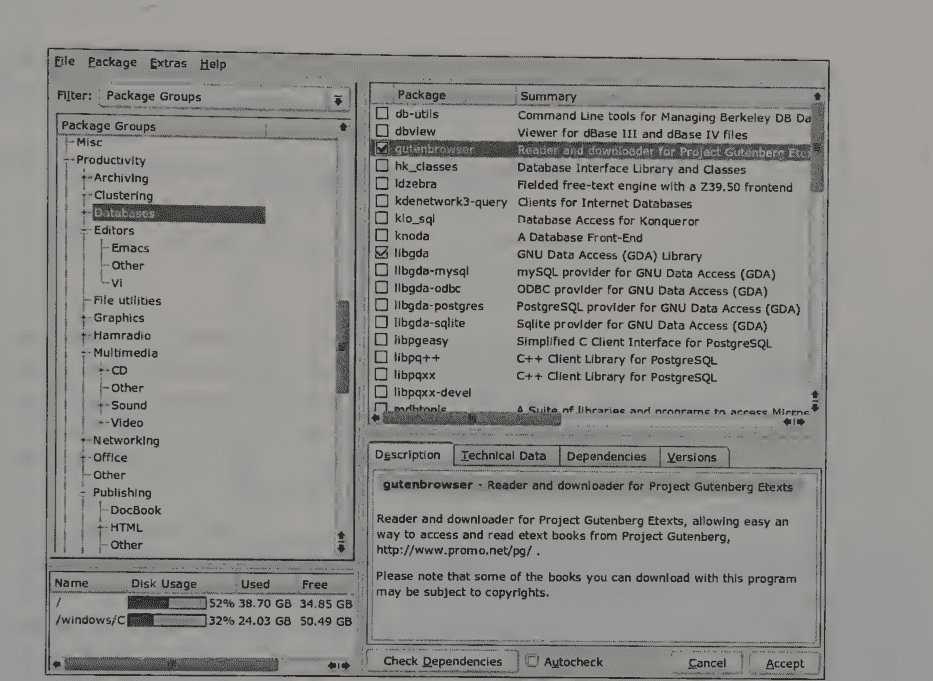 File Package Extras Help
Filter: Package Groups
Package Groups
Misc
Productivity
Archiving
Clustering
Databases
Editors
Emacs
Other
Vi
File utilities
Graphics
Hamradio
Multimedia
CD
Other
Sound
Video
Networking
Office
Other
Publishing
DocBook
HTML
Other
Name Disk Usage Used Free
/ 52% 38.70 GB 34.85 GB
/windows/C 32% 24.03 GB 50.49 GB
Package Summary
db-utils Command Line tools for Managing Berkeley DB Da
dbview Viewer for dBase III and dBase IV files
gutenbrowser Reader and downloader for Project Gutenberg Etex
hk_classes Database Interface Library and Classes
ldzebra Fielded free-text engine with a Z39.50 frontend
kdenetwork3-query Clients for Internet Databases
kio_sql Database Access for Konqueror
knoda A Database Front-End
libgda GNU Data Access (GDA) Library
libgda-mysql mySQL provider for GNU Data Access (GDA)
libgda-odbc ODBC provider for GNU Data Access (GDA)
libgda-postgres PostgreSQL provider for GNU Data Access (GDA)
libgda-sqlite Sqlite provider for GNU Data Access (GDA)
libpgeasy Simplified C Client Interface for PostgreSQL
libpq++ C++ Client Library for PostgreSQL
libpqxx C++ Client Library for PostgreSQL
libpqxx-devel
mdbtools A Suite of libraries and programs to access Micros
Description Technical Data Dependencies Versions
gutenbrowser - Reader and downloader for Project Gutenberg Etexts
Reader and downloader for Project Gutenberg Etexts, allowing easy an
way to access and read etext books from Project Gutenberg,
http://www.promo.net/pg/ .
Please note that some of the books you can download with this program
may be subject to copyrights.
Check Dependencies Autocheck Cancel Accept